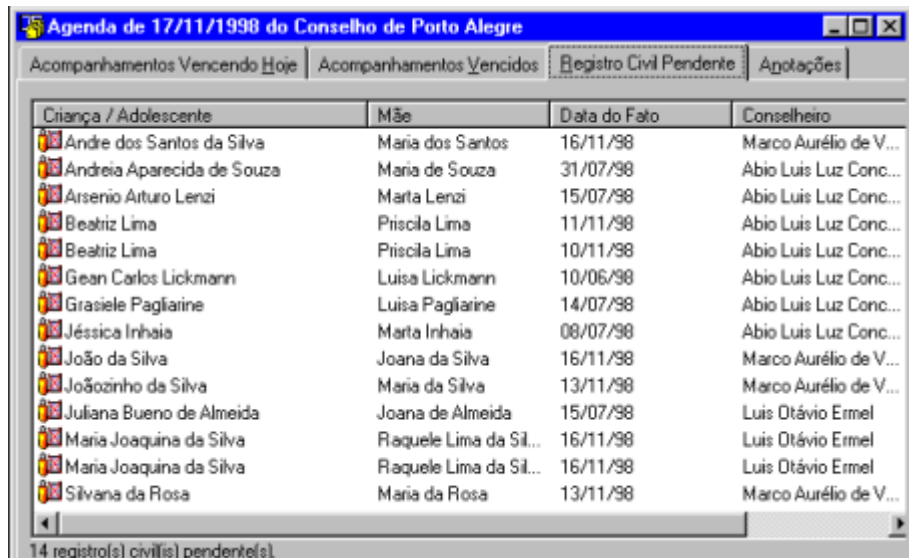 Agenda de 17/11/1998 do Conselho de Porto Alegre
Acompanhamentos Vencendo Hoje Acompanhamentos Vencidos Registro Civil Pendente Anotações
Criança / Adolescente Mãe Data do Fato Conselheiro
Andre dos Santos da Silva Maria dos Santos 16/11/98 Marco Aurélio de V...
Andreia Aparecida de Souza Maria de Souza 31/07/98 Abio Luis Luz Conc...
Arsenio Arturo Lenzi Marta Lenzi 15/07/98 Abio Luis Luz Conc...
Beatriz Lima Priscila Lima 11/11/98 Abio Luis Luz Conc...
Beatriz Lima Priscila Lima 10/11/98 Abio Luis Luz Conc...
Gean Carlos Lickmann Luisa Lickmann 10/06/98 Abio Luis Luz Conc...
Grasiele Pagliarine Luisa Pagliarine 14/07/98 Abio Luis Luz Conc...
Jéssica Inhaia Marta Inhaia 08/07/98 Abio Luis Luz Conc...
João da Silva Joana da Silva 16/11/98 Marco Aurélio de V...
Joãozinho da Silva Maria da Silva 13/11/98 Marco Aurélio de V...
Juliana Bueno de Almeida Joana de Almeida 15/07/98 Luis Otávio Ermel
Maria Joaquina da Silva Raquele Lima da Sil... 16/11/98 Luis Otávio Ermel
Maria Joaquina da Silva Raquele Lima da Sil... 16/11/98 Luis Otávio Ermel
Silvana da Rosa Maria da Rosa 13/11/98 Marco Aurélio de V...
14 registro(s) civil(is) pendente(s).